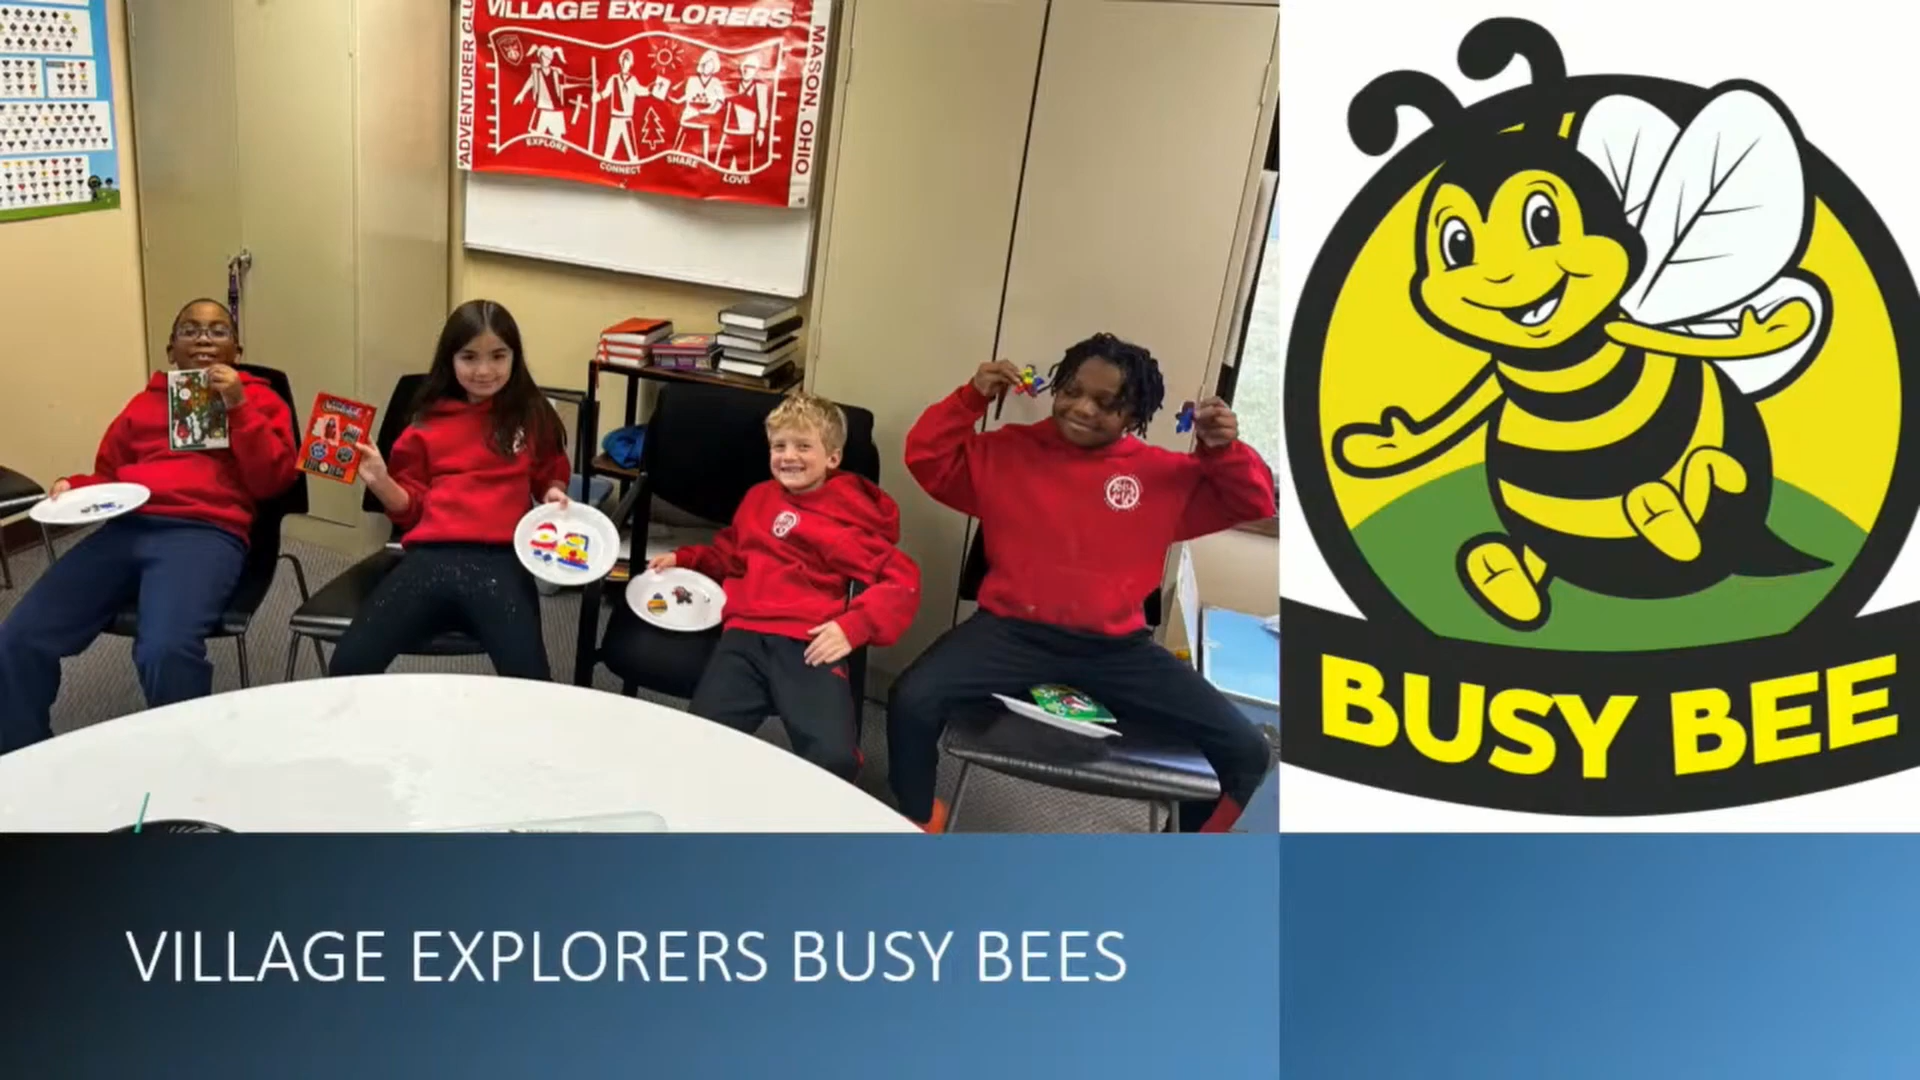 VILLAGE EXPLORERS
ADVENTURER CLU
MASON, OHIO
EXPLORE
CONNECT
SHARE
LOVE
BUSY BEE
VILLAGE EXPLORERS BUSY BEES